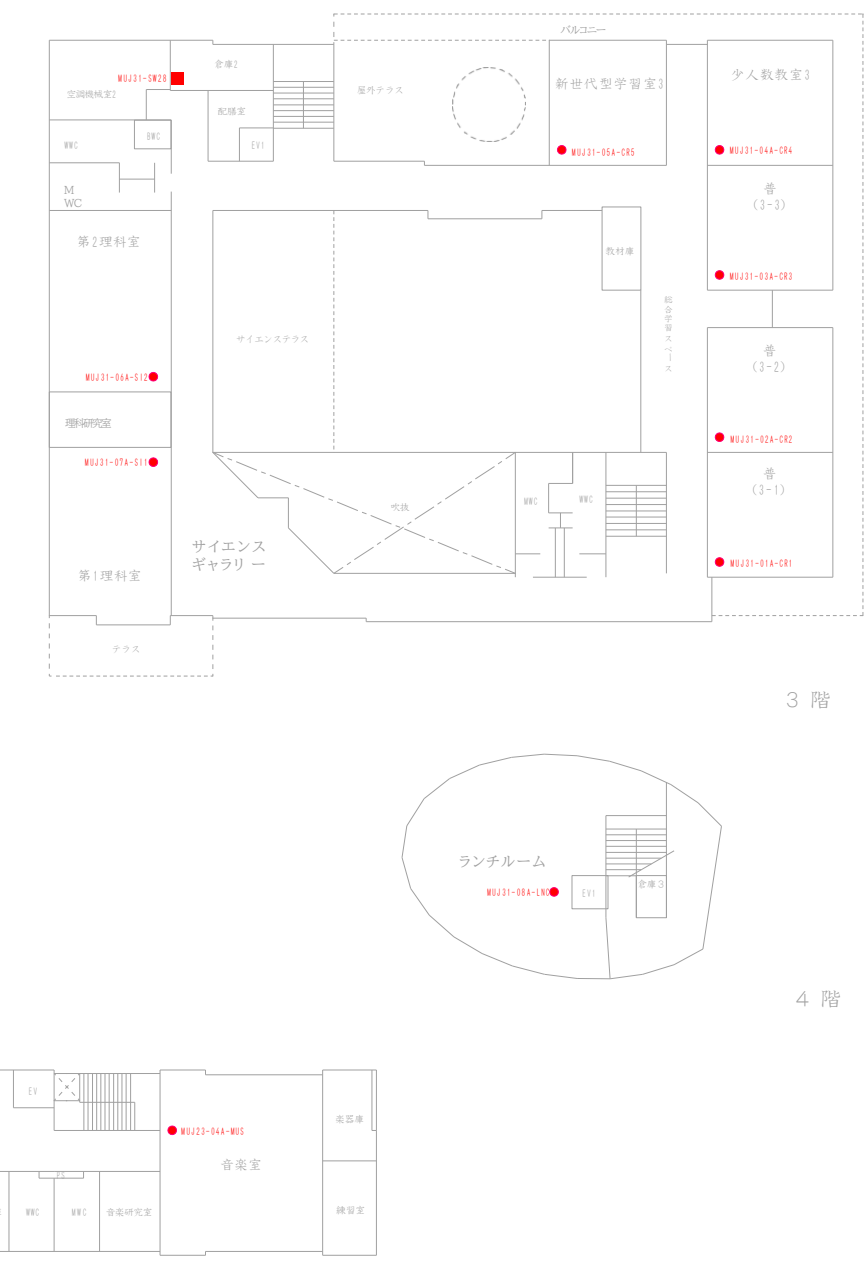 バルコニー
倉庫2
MUJ31-SW28
空調機械室2
屋外テラス
新世代型学習室3
少人数教室3
配膳室
BWC
WWC
EV1
MUJ31-05A-CR5
MUJ31-04A-CR4
M
WC
普
(3-3)
第2理科室
教材庫
MUJ31-03A-CR3
総合学習スペース
サイエンステラス
普
(3-2)
MUJ31-06A-SI2
理科研究室
MUJ31-02A-CR2
MUJ31-07A-SI1
普
(3-1)
吹抜
MWC
WWC
サイエンス
ギャラリー
MUJ31-01A-CR1
第1理科室
テラス
3 階
ランチルーム
MUJ31-08A-LNC
EV1
倉庫3
4 階
EV
楽器庫
MUJ23-04A-MUS
音楽室
PS
MWC
WWC
音楽研究室
練習室